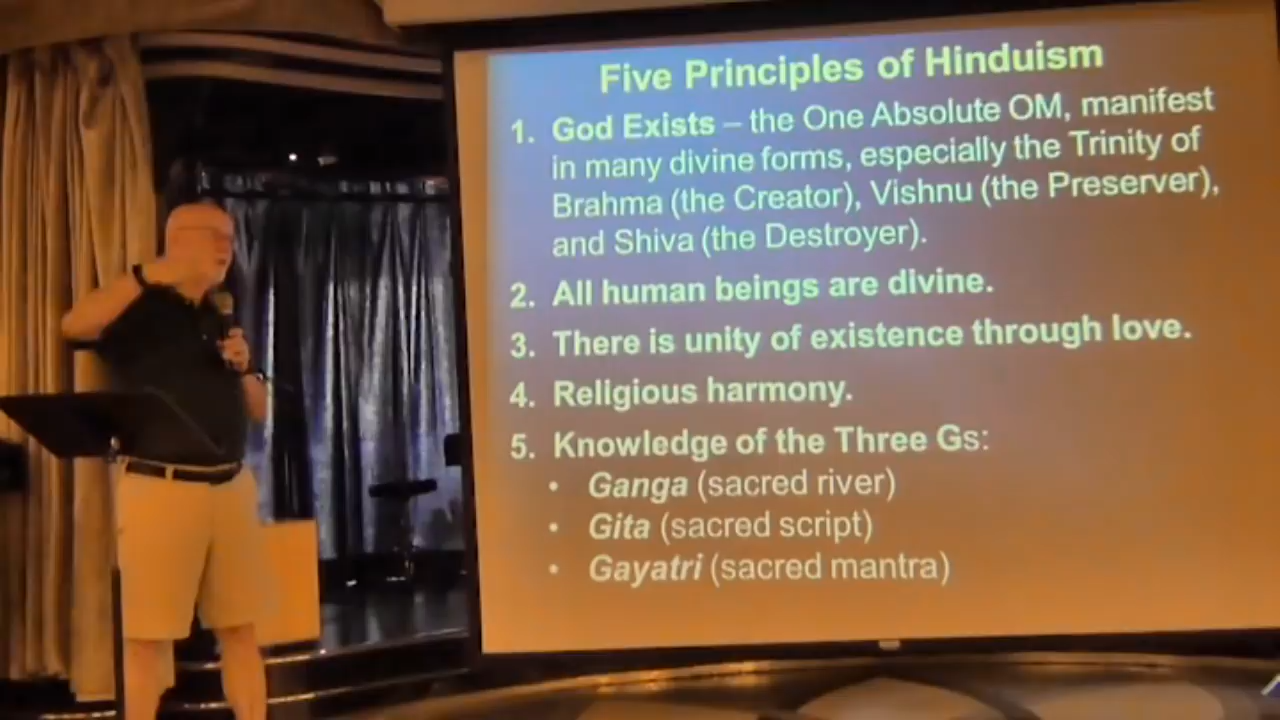 Five Principles of Hinduism
1. God Exists – the One Absolute OM, manifest
in many divine forms, especially the Trinity of
Brahma (the Creator), Vishnu (the Preserver),
and Shiva (the Destroyer).
2. All human beings are divine.
3. There is unity of existence through love.
4. Religious harmony.
5. Knowledge of the Three Gs:
• Ganga (sacred river)
• Gita (sacred script)
• Gayatri (sacred mantra)